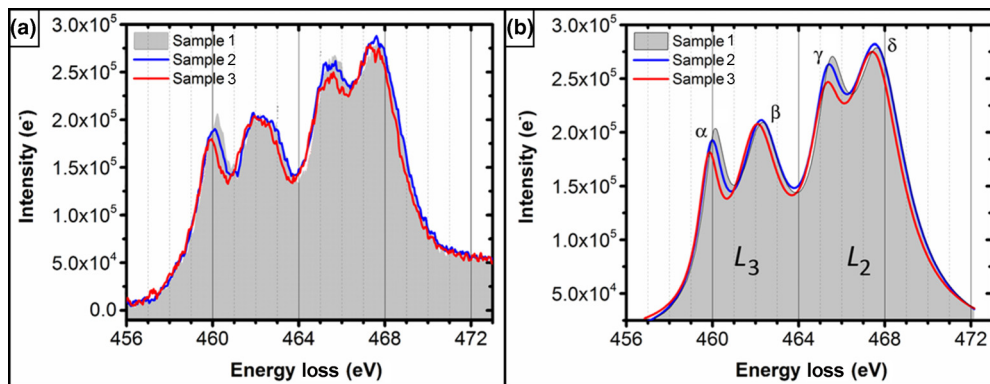 (a)
Sample 1
Sample 2
Sample 3
3.0x10⁵
2.5x10⁵
2.0x10⁵
1.5x10⁵
1.0x10⁵
5.0x10⁴
0.0
Intensity (e⁻)
456 460 464 468 472
Energy loss (eV)
(b)
Sample 1
Sample 2
Sample 3
α
β
γ
δ
L₃
L₂
3.0x10⁵
2.5x10⁵
2.0x10⁵
1.5x10⁵
1.0x10⁵
5.0x10⁴
Intensity (e⁻)
456 460 464 468 472
Energy loss (eV)